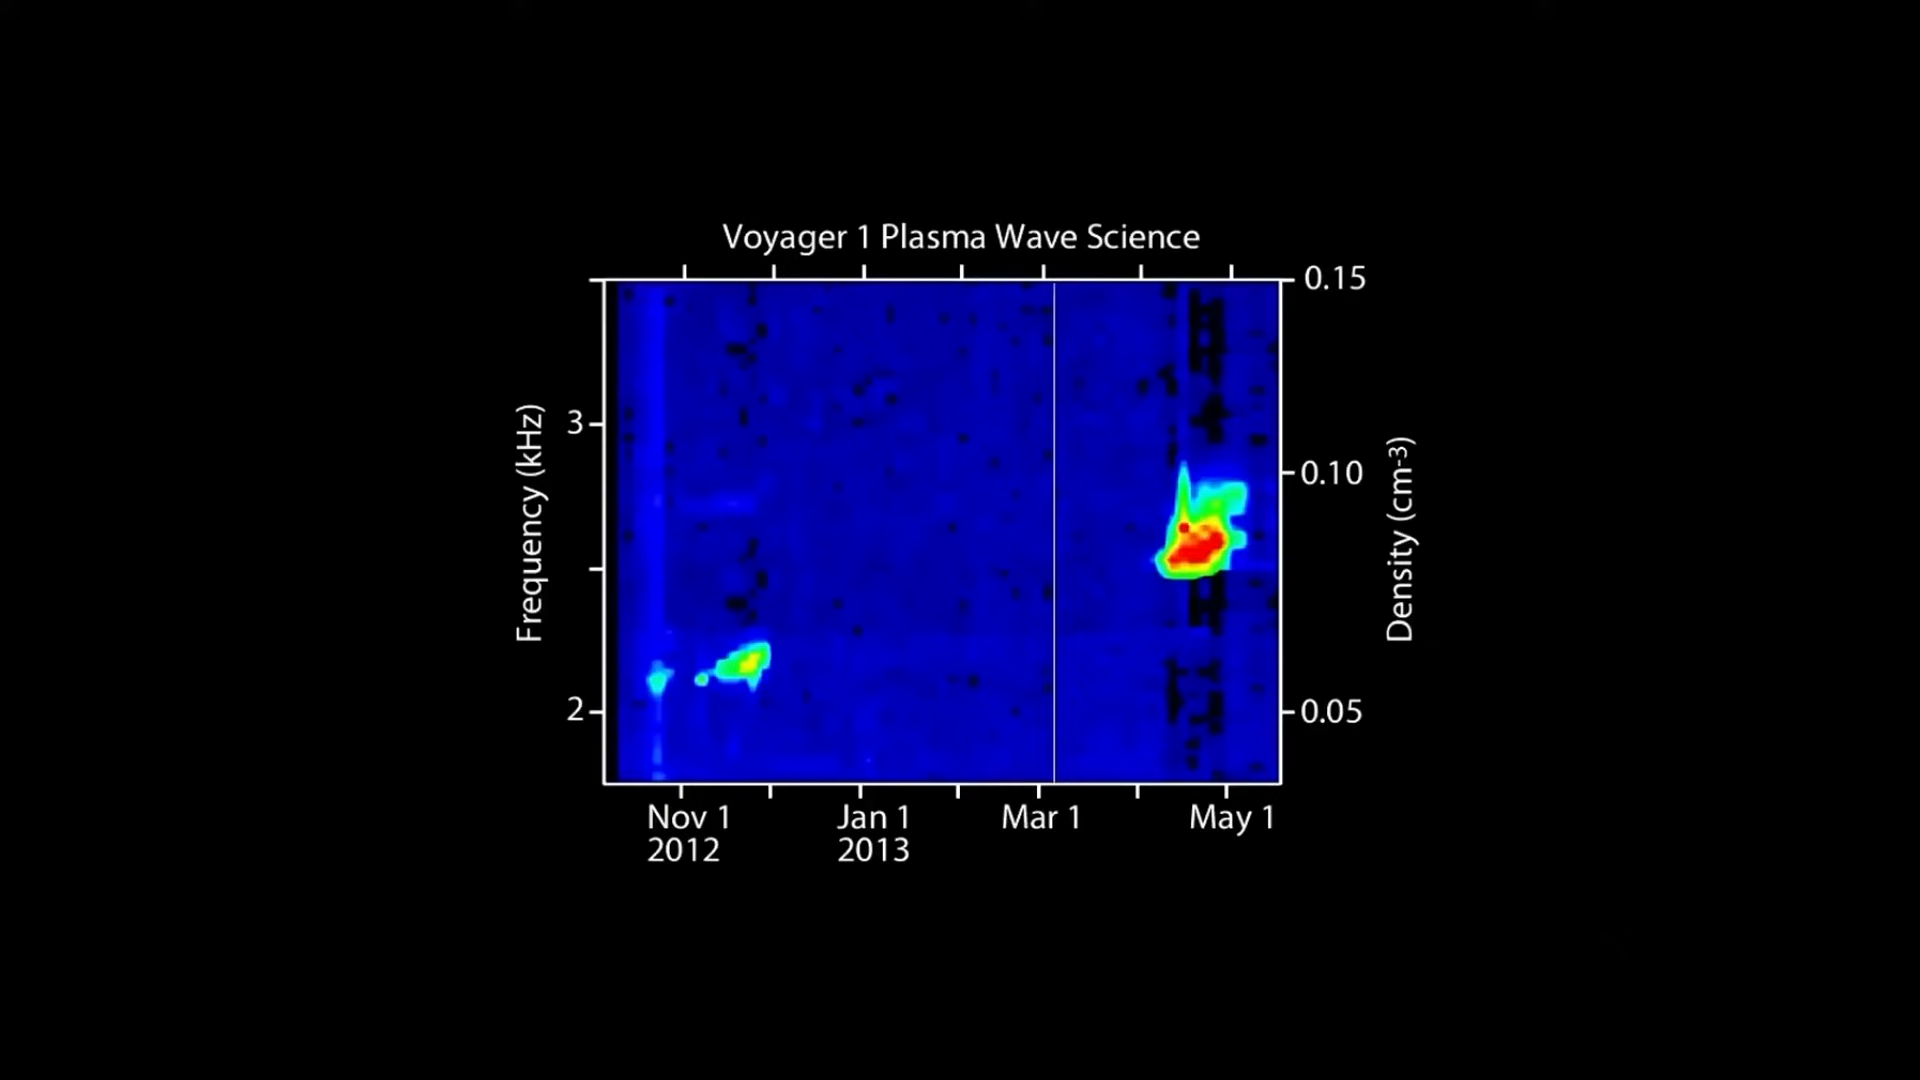 Voyager 1 Plasma Wave Science
0.15
3
0.10
Frequency (kHz)
Density (cm-3)
2
0.05
Nov 1 Jan 1 Mar 1 May 1
2012 2013